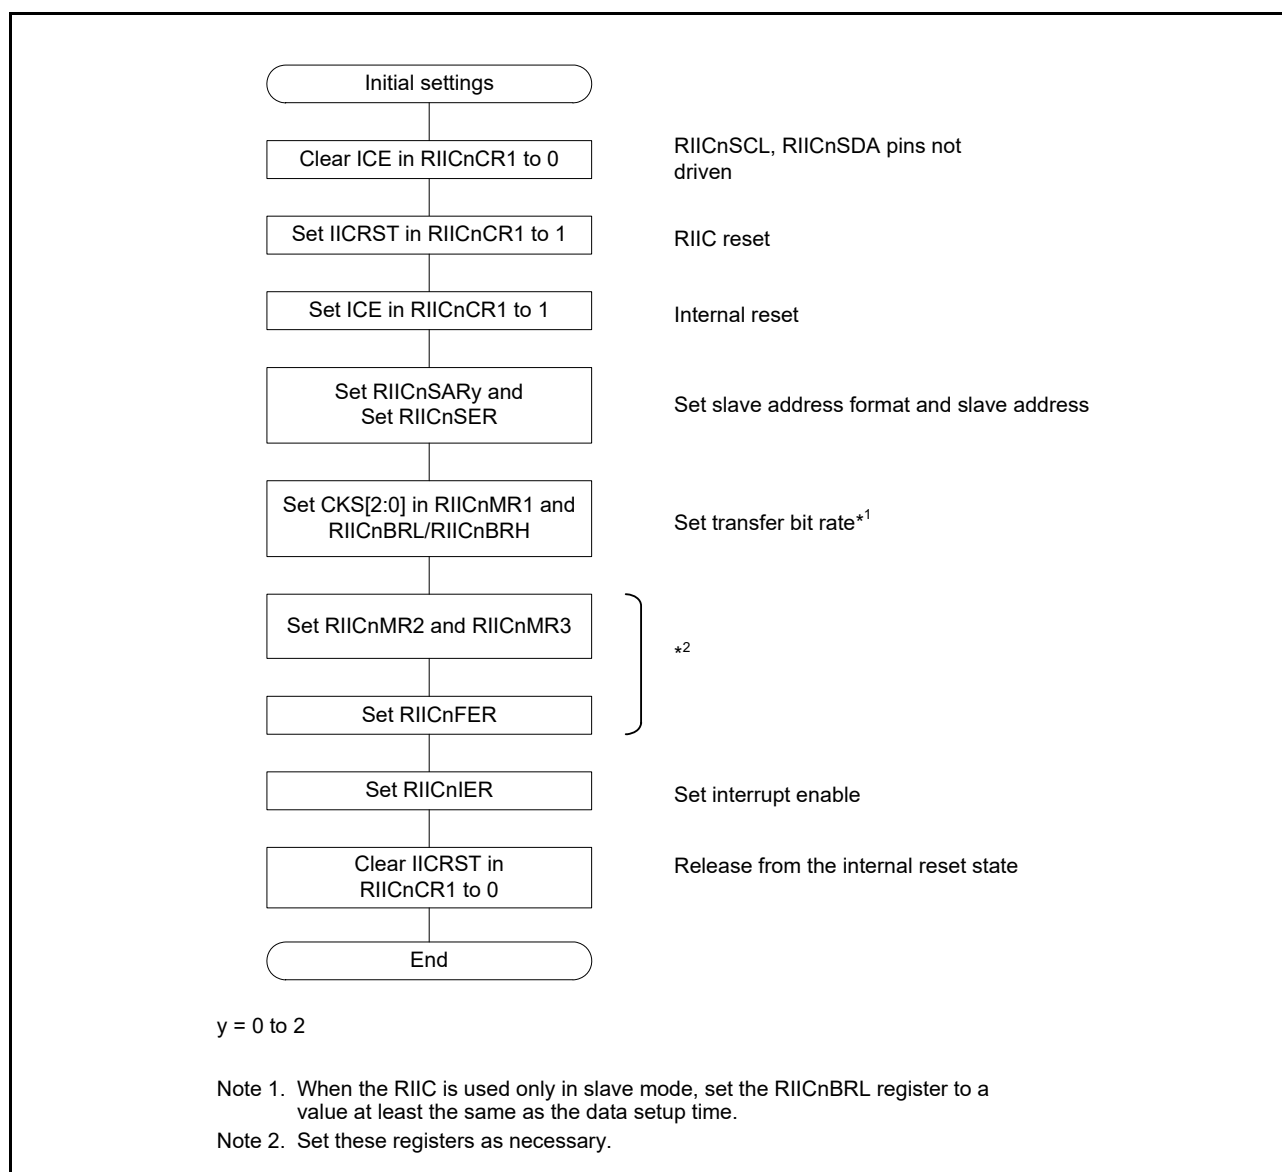 Initial settings
Clear ICE in RIICnCR1 to 0
RIICnSCL, RIICnSDA pins not
driven
Set IICRST in RIICnCR1 to 1
RIIC reset
Set ICE in RIICnCR1 to 1
Internal reset
Set RIICnSARy and
Set RIICnSER
Set slave address format and slave address
Set CKS[2:0] in RIICnMR1 and
RIICnBRL/RIICnBRH
Set transfer bit rate*1
Set RIICnMR2 and RIICnMR3
*2
Set RIICnFER
Set RIICnIER
Set interrupt enable
Clear IICRST in
RIICnCR1 to 0
Release from the internal reset state
End
y = 0 to 2
Note 1. When the RIIC is used only in slave mode, set the RIICnBRL register to a
value at least the same as the data setup time.
Note 2. Set these registers as necessary.